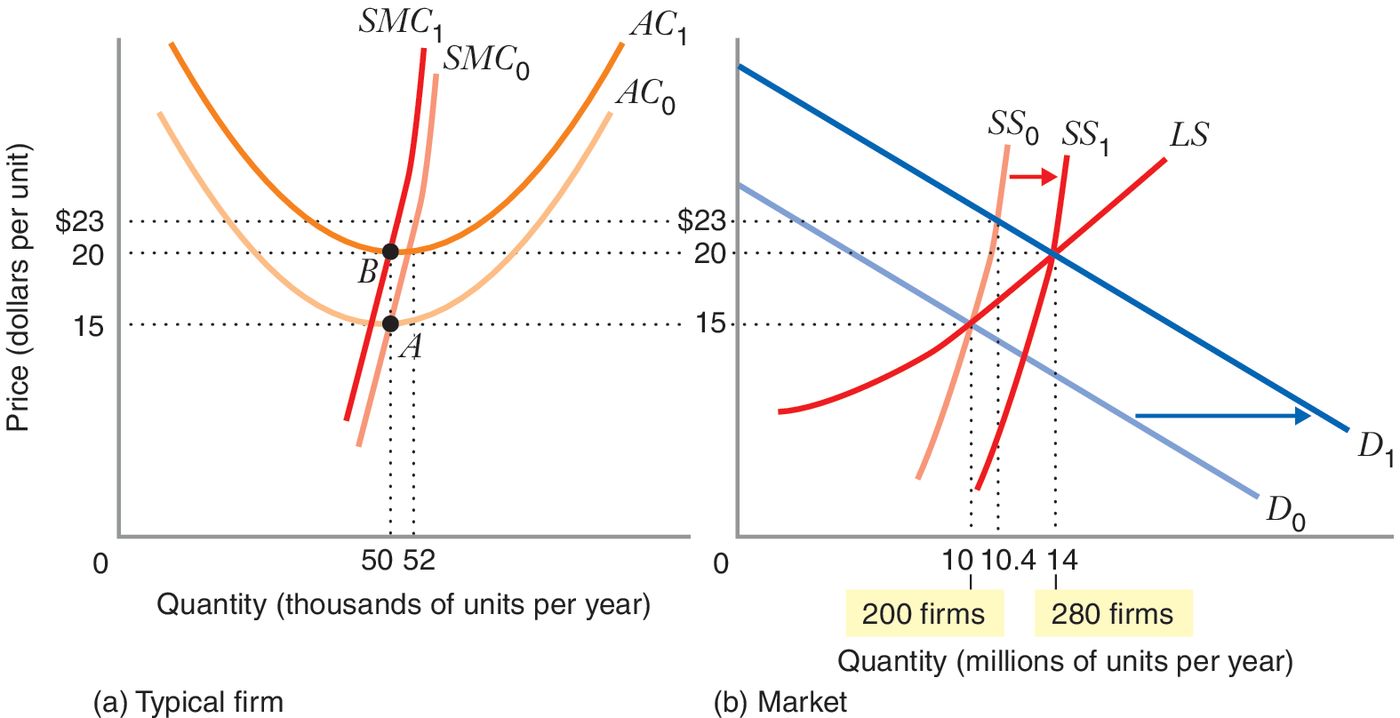 Price (dollars per unit)
SMC1
SMC0
AC1
AC0
$23
20
15
B
A
0
50 52
Quantity (thousands of units per year)
(a) Typical firm
SS0
SS1
LS
$23
20
15
D1
D0
0
10 10.4 14
200 firms
280 firms
Quantity (millions of units per year)
(b) Market